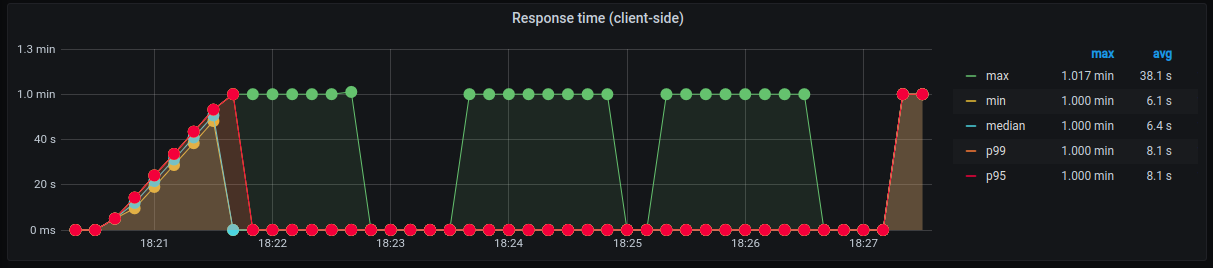 Response time (client-side)
1.3 min
1.0 min
40 s
20 s
0 ms
18:21 18:22 18:23 18:24 18:25 18:26 18:27
max avg
max 1.017 min 38.1 s
min 1.000 min 6.1 s
median 1.000 min 6.4 s
p99 1.000 min 8.1 s
p95 1.000 min 8.1 s